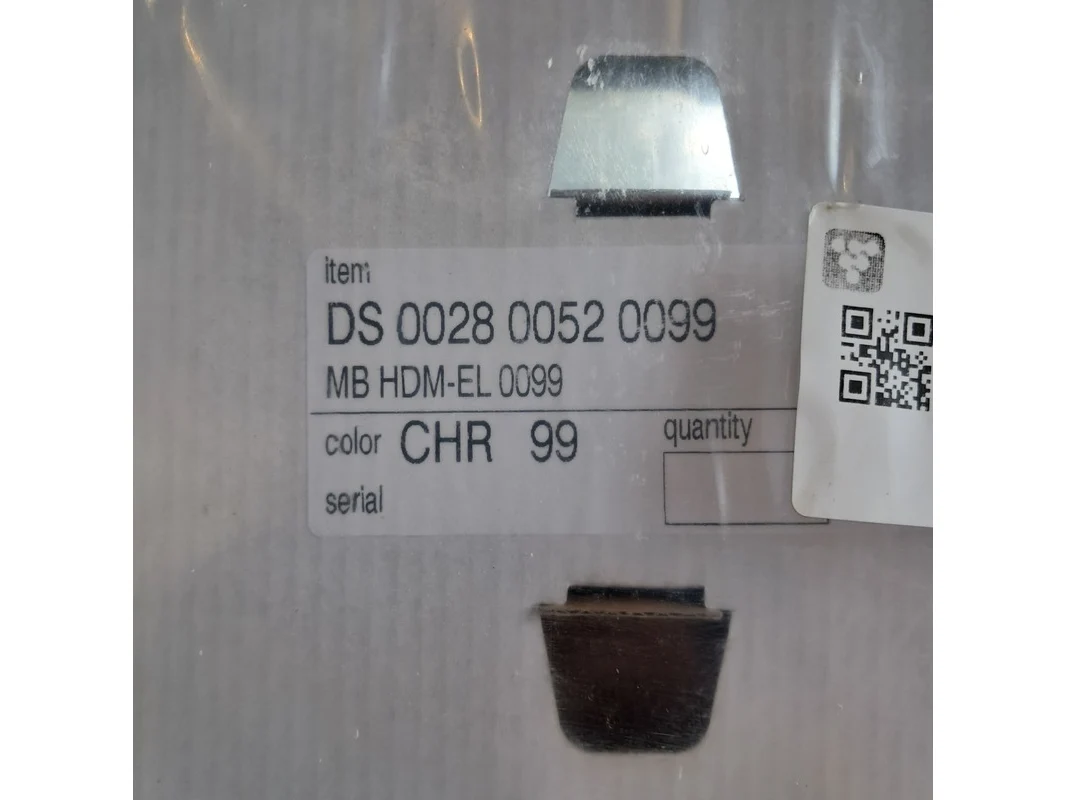 item
DS 0028 0052 0099
MB HDM-EL 0099
color CHR 99
quantity
serial